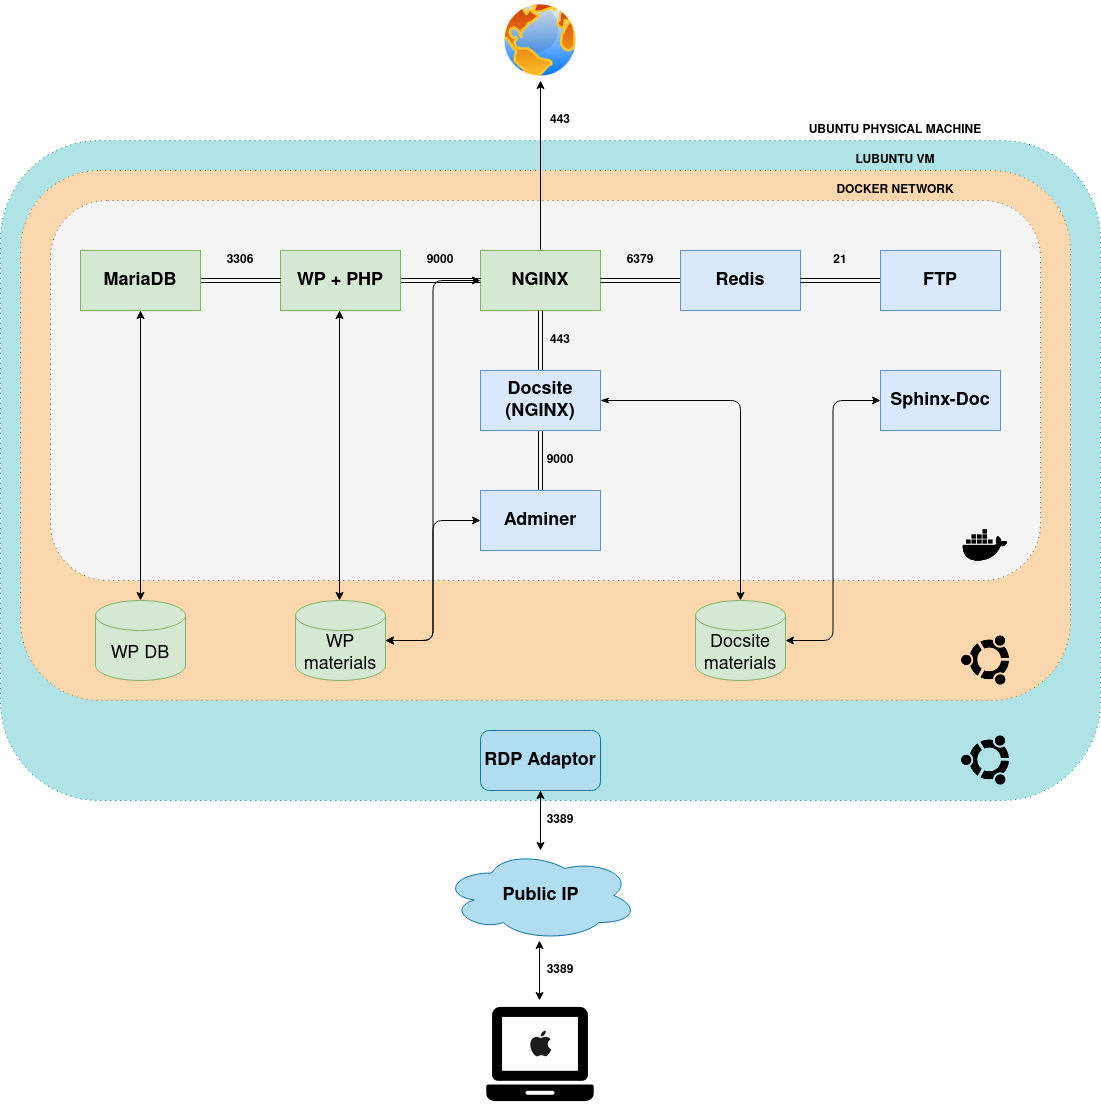 443
UBUNTU PHYSICAL MACHINE
LUBUNTU VM
DOCKER NETWORK
MariaDB
3306
WP + PHP
9000
NGINX
6379
Redis
21
FTP
443
Docsite
(NGINX)
Sphinx-Doc
9000
Adminer
WP DB
WP
materials
Docsite
materials
RDP Adaptor
3389
Public IP
3389